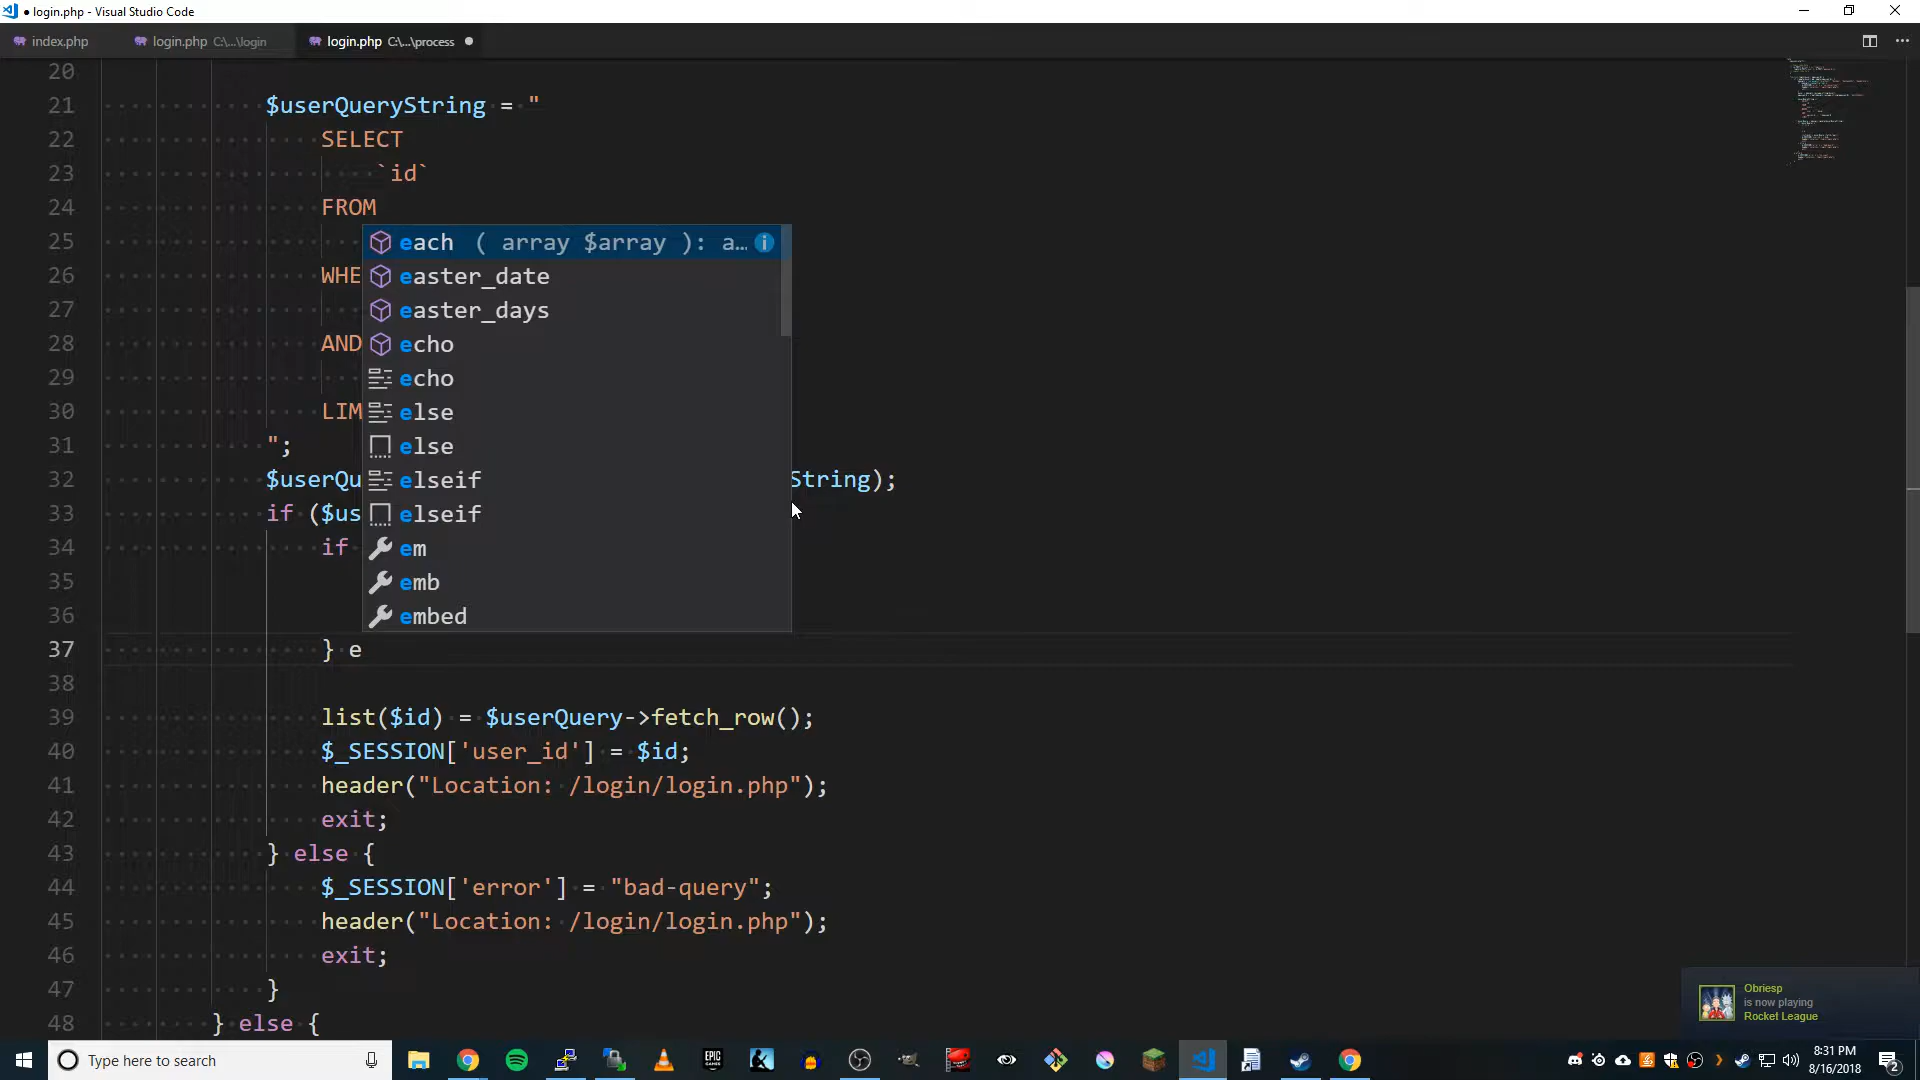 ● login.php - Visual Studio Code
index.php
login.php C:\...\login
login.php C:\...\process ●
20
21 $userQueryString = "
22 SELECT
23 `id`
24 FROM
25
26 WHE
27
28 AND
29
30 LIM
31 ";
32 $userQu String);
33 if ($us
34 if
35
36
37 } e
38
39 list($id) = $userQuery->fetch_row();
40 $_SESSION['user_id'] = $id;
41 header("Location: /login/login.php");
42 exit;
43 } else {
44 $_SESSION['error'] = "bad-query";
45 header("Location: /login/login.php");
46 exit;
47 }
48 } else {
each ( array $array ): a…
easter_date
easter_days
echo
echo
else
else
elseif
elseif
em
emb
embed
Obriesp
is now playing
Rocket League
Type here to search
EPIC
GAMES
8:31 PM
8/16/2018
2